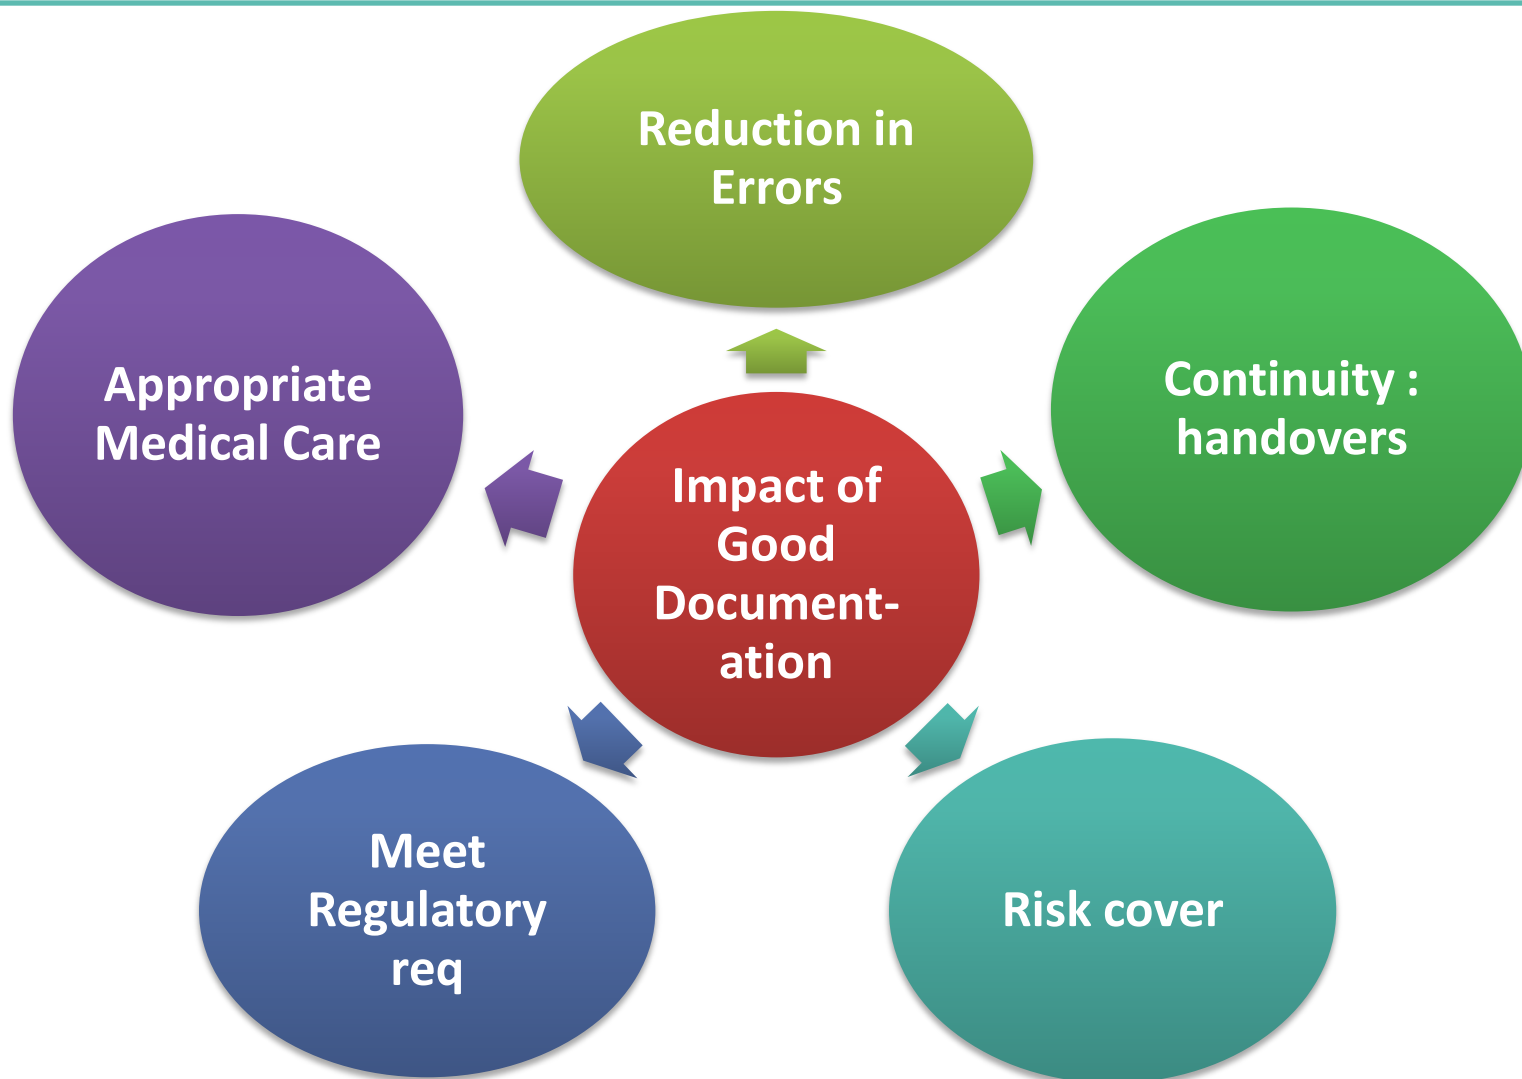 Reduction in
Errors
Appropriate
Medical Care
Continuity :
handovers
Impact of
Good
Document-
ation
Meet
Regulatory
req
Risk cover